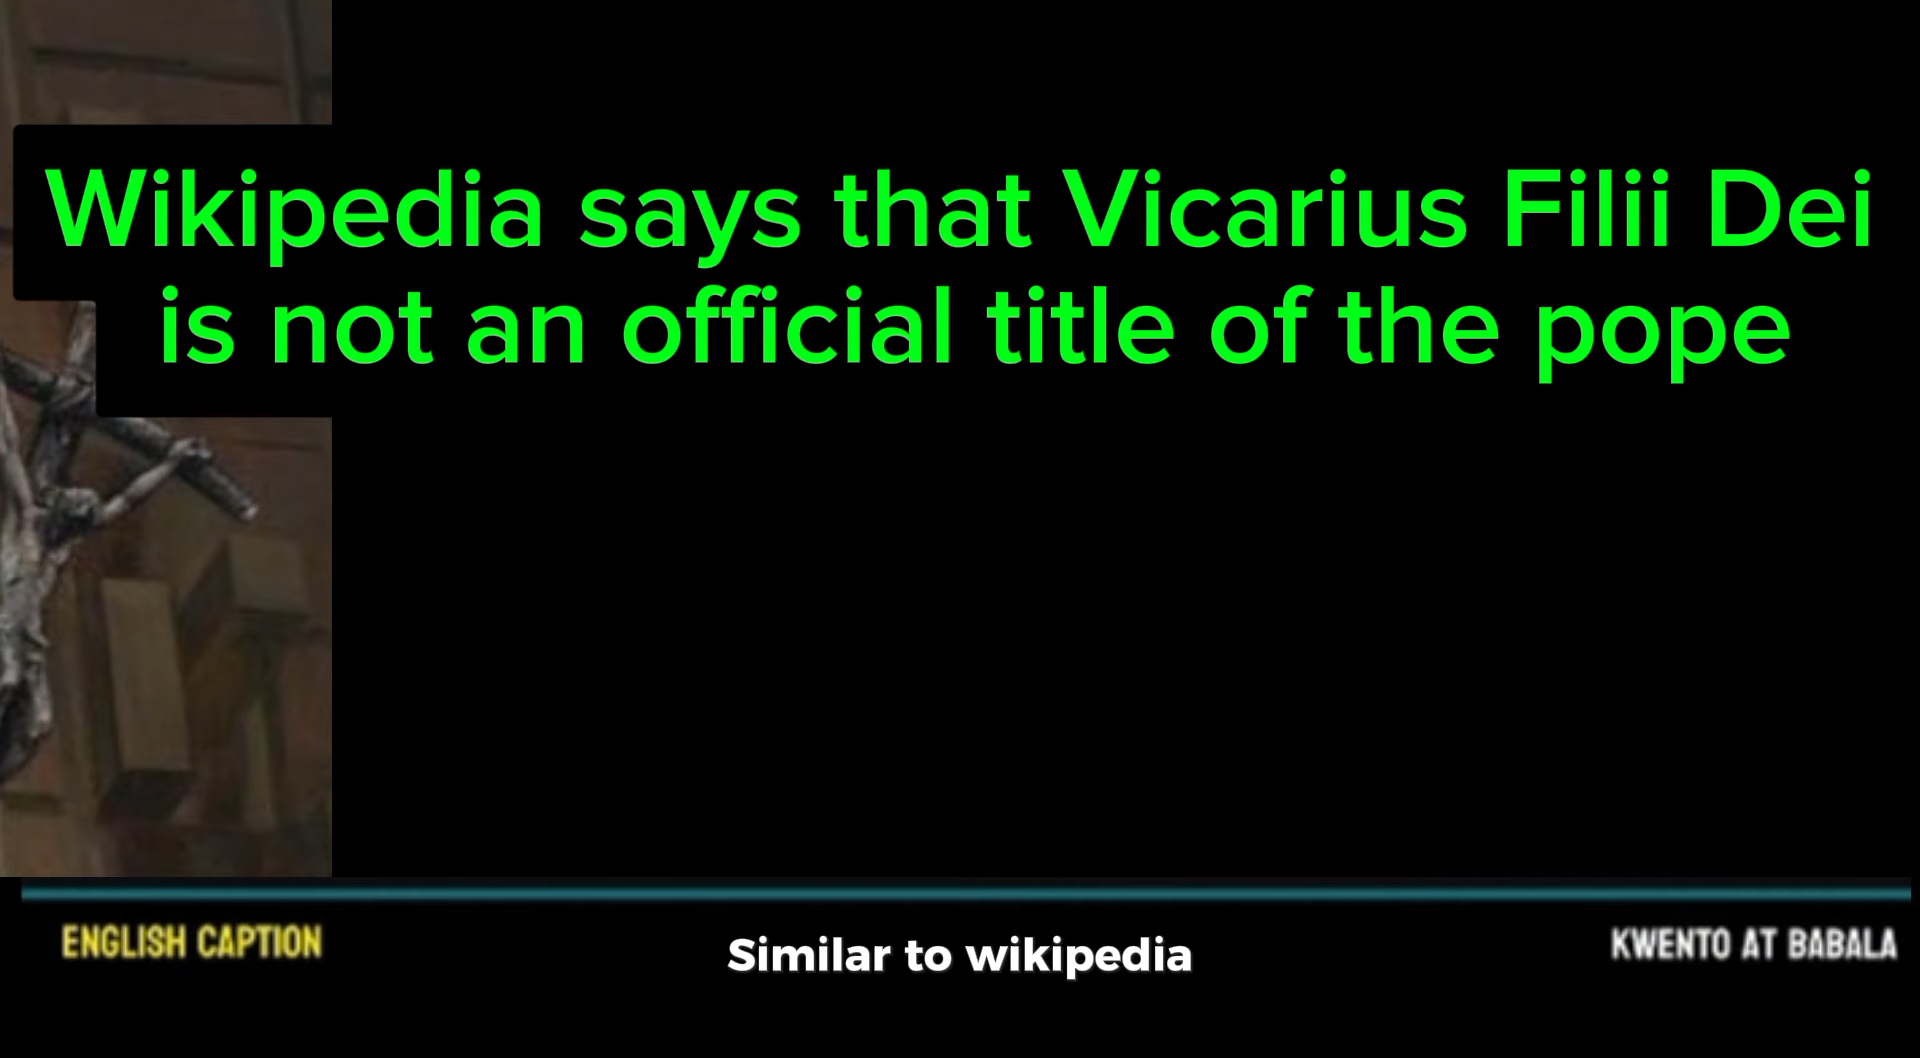 Wikipedia says that Vicarius Filii Dei
is not an official title of the pope
ENGLISH CAPTION
Similar to wikipedia
KWENTO AT BABALA